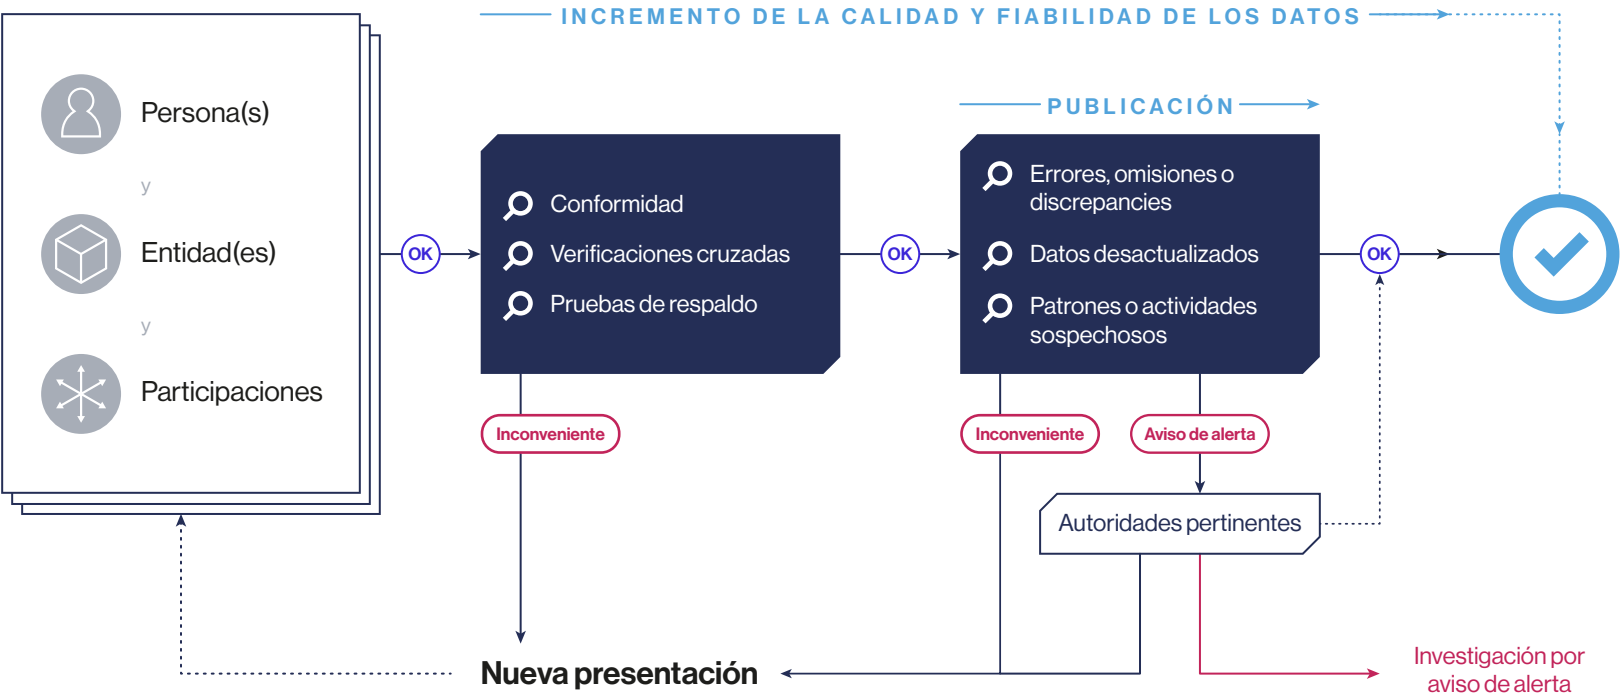 INCREMENTO DE LA CALIDAD Y FIABILIDAD DE LOS DATOS
PUBLICACIÓN
Persona(s)
y
Entidad(es)
y
Participaciones
OK
Conformidad
Verificaciones cruzadas
Pruebas de respaldo
OK
Errores, omisiones o
discrepancies
Datos desactualizados
Patrones o actividades
sospechosos
OK
Inconveniente
Inconveniente
Aviso de alerta
Autoridades pertinentes
Nueva presentación
Investigación por
aviso de alerta